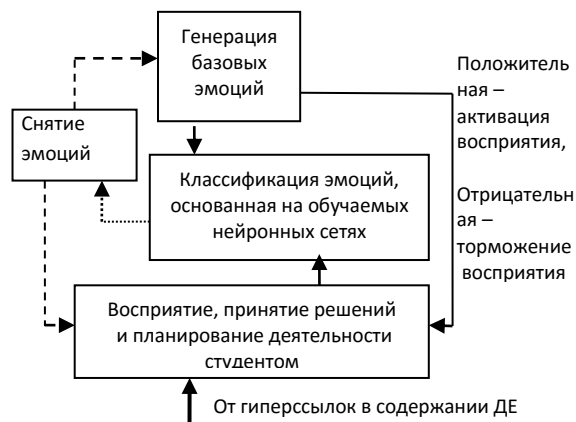 Генерация
базовых
эмоций
Положитель
ная –
активация
восприятия,
Снятие
эмоций
Классификация эмоций,
основанная на обучаемых
нейронных сетях
Отрицательн
ая –
торможение
восприятия
Восприятие, принятие решений
и планирование деятельности
студентом
От гиперссылок в содержании ДЕ